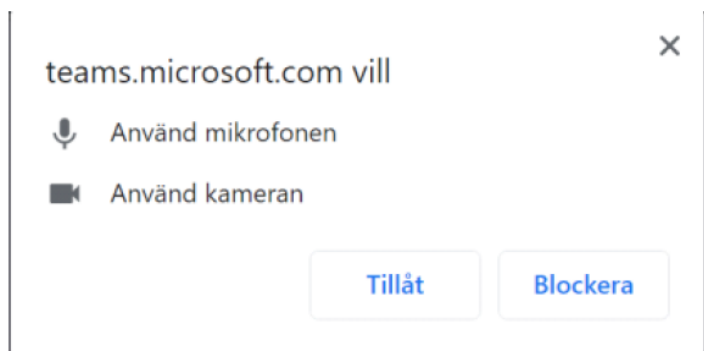 teams.microsoft.com vill
Använd mikrofonen
Använd kameran
Tillåt Blockera